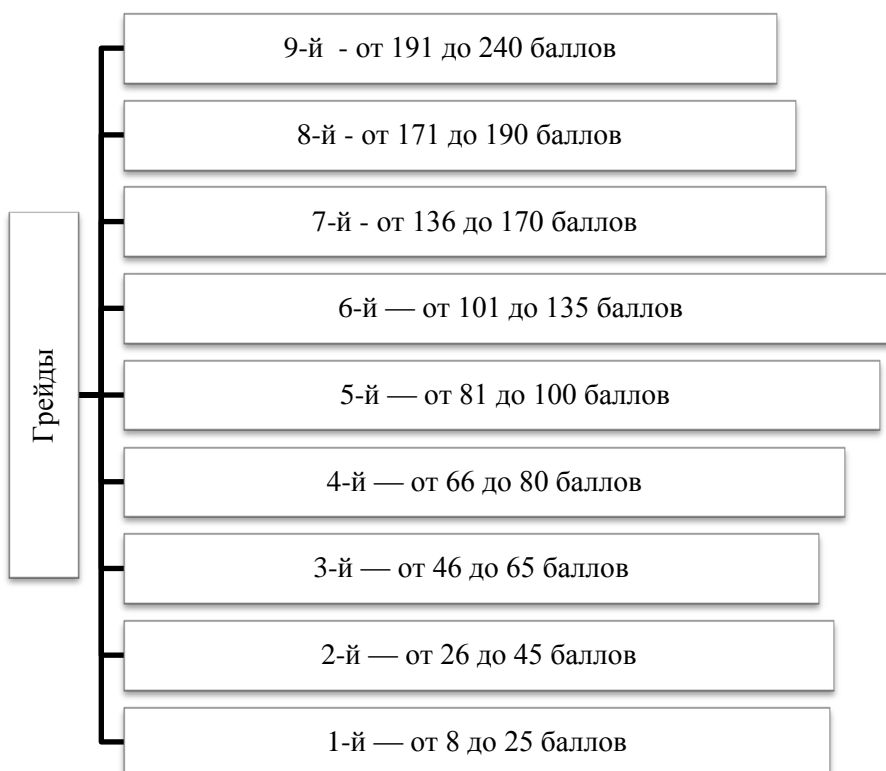 9-й  - от 191 до 240 баллов
8-й - от 171 до 190 баллов
7-й - от 136 до 170 баллов
6-й — от 101 до 135 баллов
Грейды
5-й — от 81 до 100 баллов
4-й — от 66 до 80 баллов
3-й — от 46 до 65 баллов
2-й — от 26 до 45 баллов
1-й — от 8 до 25 баллов